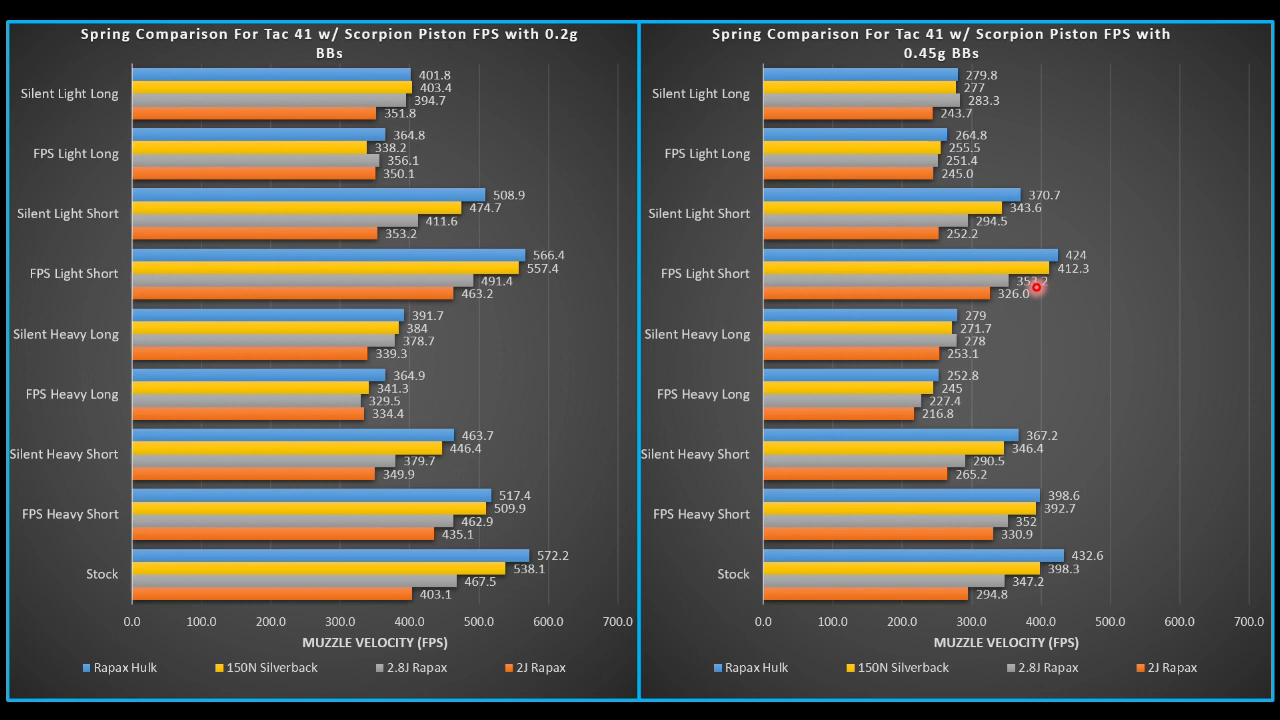 Spring Comparison For Tac 41 w/ Scorpion Piston FPS with 0.2g
BBs
Silent Light Long
401.8
403.4
394.7
351.8
FPS Light Long
364.8
338.2
356.1
350.1
Silent Light Short
508.9
474.7
411.6
353.2
FPS Light Short
566.4
557.4
491.4
463.2
Silent Heavy Long
391.7
384
378.7
339.3
FPS Heavy Long
364.9
341.3
329.5
334.4
Silent Heavy Short
463.7
446.4
379.7
349.9
FPS Heavy Short
517.4
509.9
462.9
435.1
Stock
572.2
538.1
467.5
403.1
0.0 100.0 200.0 300.0 400.0 500.0 600.0 700.0
MUZZLE VELOCITY (FPS)
Rapax Hulk 150N Silverback 2.8J Rapax 2J Rapax
Spring Comparison For Tac 41 w/ Scorpion Piston FPS with
0.45g BBs
Silent Light Long
279.8
277
283.3
243.7
FPS Light Long
264.8
255.5
251.4
245.0
Silent Light Short
370.7
343.6
294.5
252.2
FPS Light Short
424
412.3
326.0
Silent Heavy Long
279
271.7
278
253.1
FPS Heavy Long
252.8
245
227.4
216.8
Silent Heavy Short
367.2
346.4
290.5
265.2
FPS Heavy Short
398.6
392.7
352
330.9
Stock
432.6
398.3
347.2
294.8
0.0 100.0 200.0 300.0 400.0 500.0 600.0 700.0
MUZZLE VELOCITY (FPS)
Rapax Hulk 150N Silverback 2.8J Rapax 2J Rapax